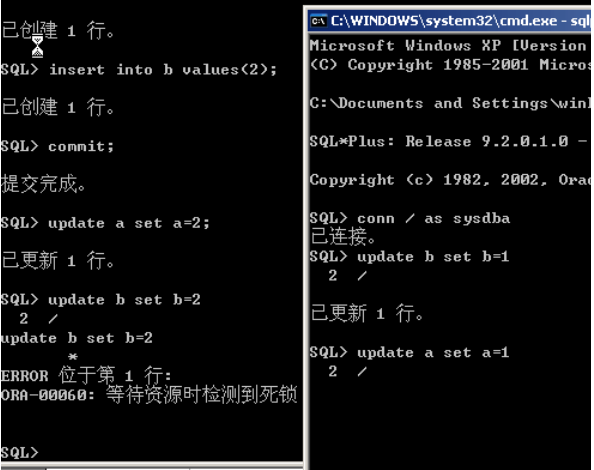 已创建 1 行。
SQL> insert into b values(2);
已创建 1 行。
SQL> commit;
提交完成。
SQL> update a set a=2;
已更新 1 行。
SQL> update b set b=2
2 /
update b set b=2
*
ERROR 位于第 1 行:
ORA-00060: 等待资源时检测到死锁
SQL>
C:\WINDOWS\system32\cmd.exe - sql
Microsoft Windows XP [Version
(C) Copyright 1985-2001 Micros
C:\Documents and Settings\win
SQL*Plus: Release 9.2.0.1.0 -
Copyright (c) 1982, 2002, Orac
SQL> conn / as sysdba
已连接。
SQL> update b set b=1
2 /
已更新 1 行。
SQL> update a set a=1
2 /